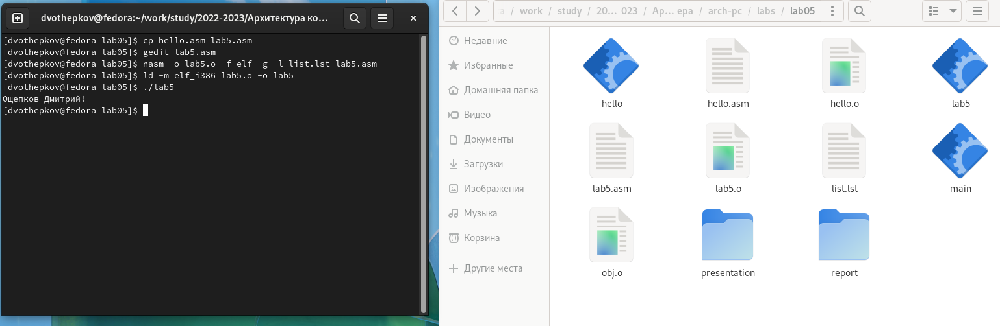 dvothepkov@fedora:~/work/study/2022-2023/Архитектура ко...
[dvothepkov@fedora lab05]$ cp hello.asm lab5.asm
[dvothepkov@fedora lab05]$ gedit lab5.asm
[dvothepkov@fedora lab05]$ nasm -o lab5.o -f elf -g -l list.lst lab5.asm
[dvothepkov@fedora lab05]$ ld -m elf_i386 lab5.o -o lab5
[dvothepkov@fedora lab05]$ ./lab5
Ощепков Дмитрий!
[dvothepkov@fedora lab05]$
а / work / study / 20... 023 / Ар... ера / arch-pc / labs / lab05
Недавние
Избранные
Домашняя папка
Видео
Документы
Загрузки
Изображения
Музыка
Корзина
Другие места
hello hello.asm hello.o lab5
lab5.asm lab5.o list.lst main
obj.o presentation report